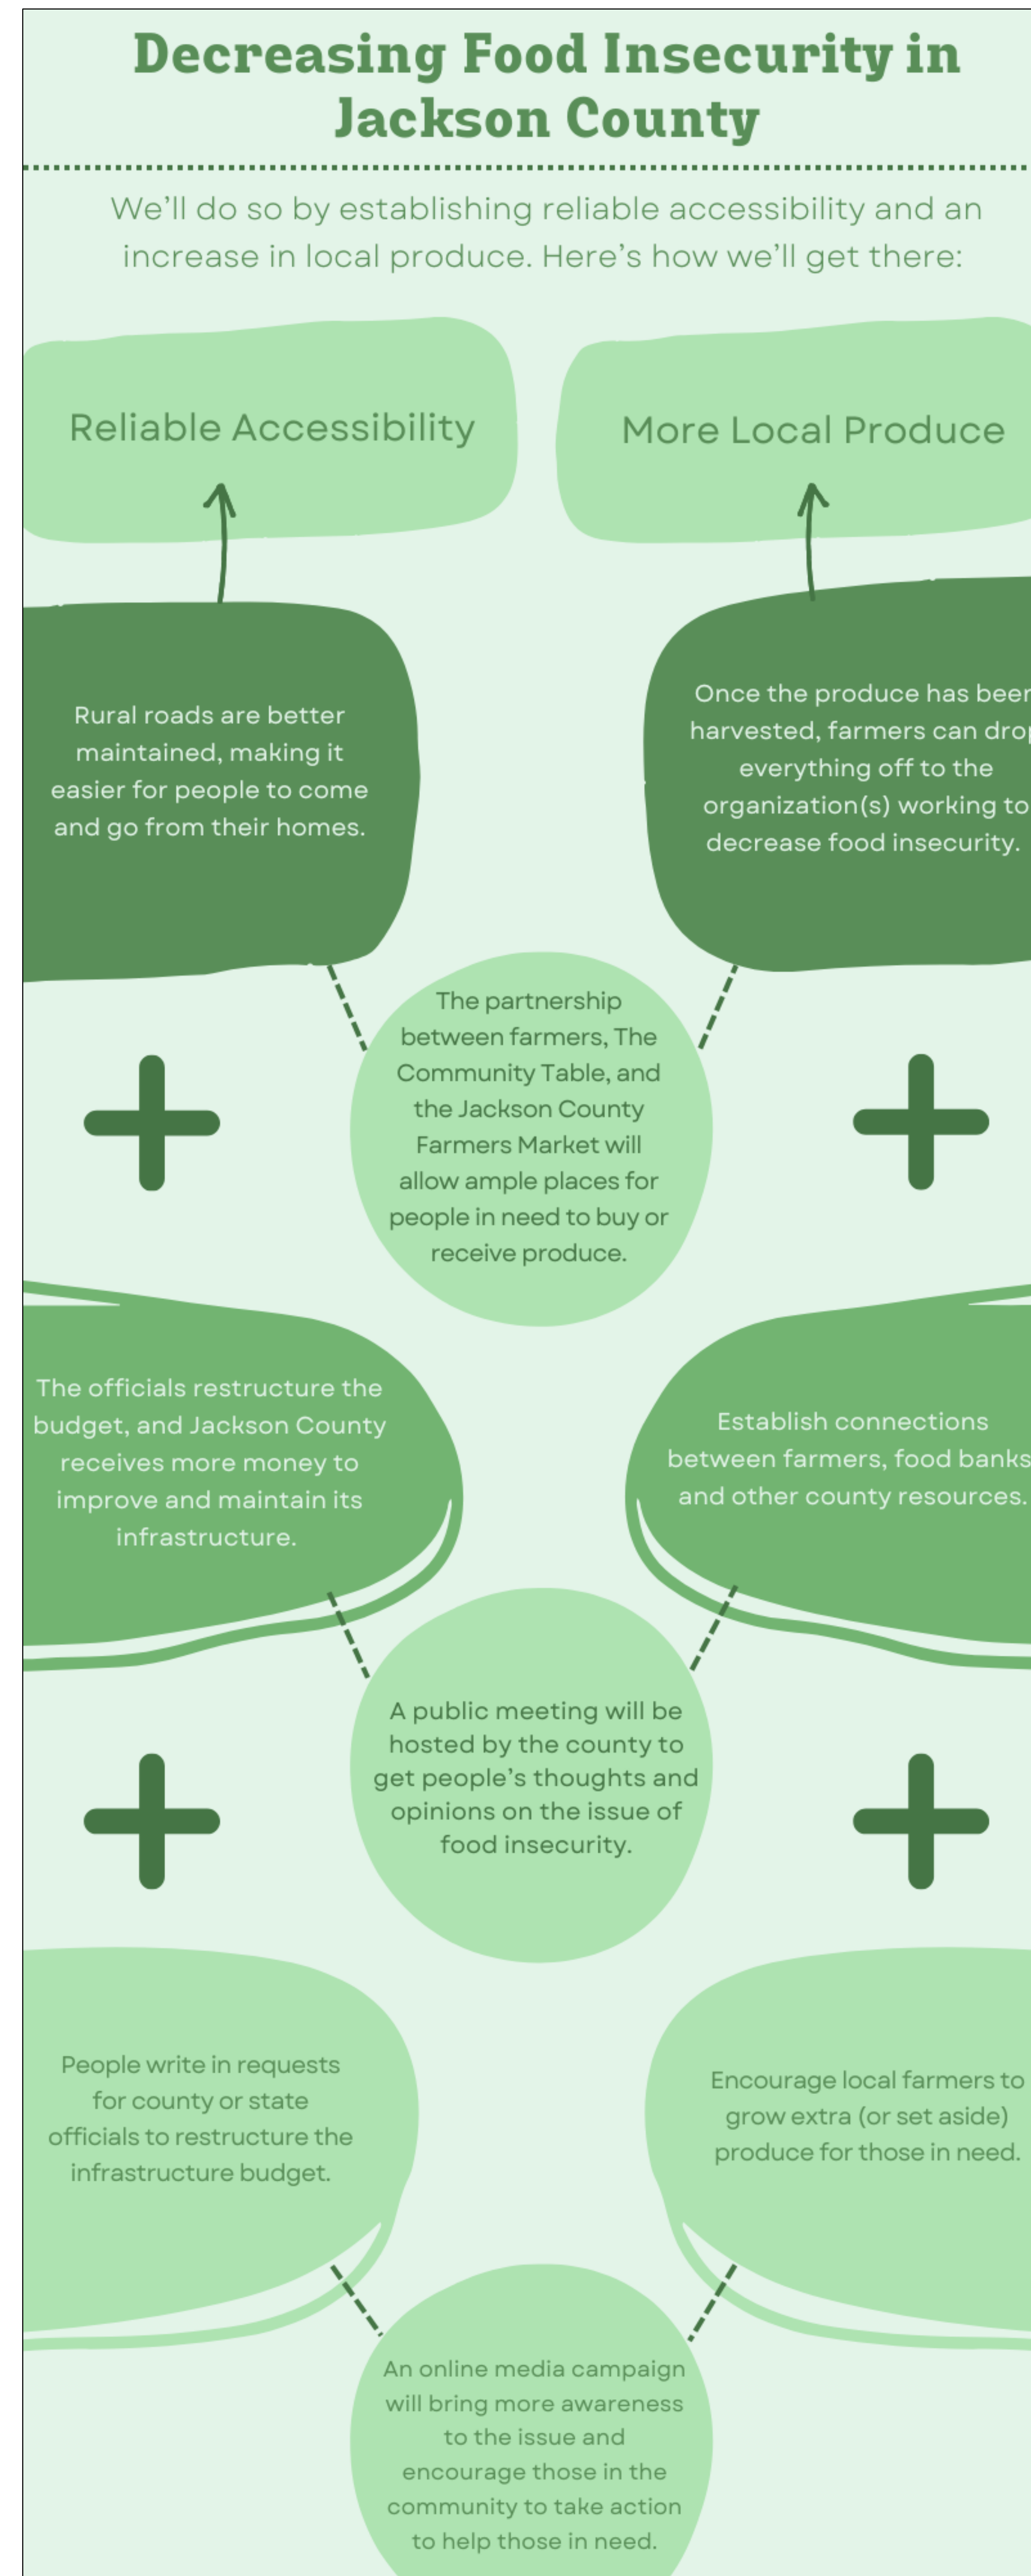 Decreasing Food Insecurity in
Jackson County
We'll do so by establishing reliable accessibility and an
increase in local produce. Here's how we'll get there:
Reliable Accessibility
More Local Produce
Rural roads are better
maintained, making it
easier for people to come
and go from their homes.
Once the produce has been
harvested, farmers can drop
everything off to the
organization(s) working to
decrease food insecurity.
The partnership
between farmers, The
Community Table, and
the Jackson County
Farmers Market will
allow ample places for
people in need to buy or
receive produce.
The officials restructure the
budget, and Jackson County
receives more money to
improve and maintain its
infrastructure.
Establish connections
between farmers, food banks
and other county resources.
A public meeting will be
hosted by the county to
get people's thoughts and
opinions on the issue of
food insecurity.
People write in requests
for county or state
officials to restructure the
infrastructure budget.
Encourage local farmers to
grow extra (or set aside)
produce for those in need.
An online media campaign
will bring more awareness
to the issue and
encourage those in the
community to take action
to help those in need.